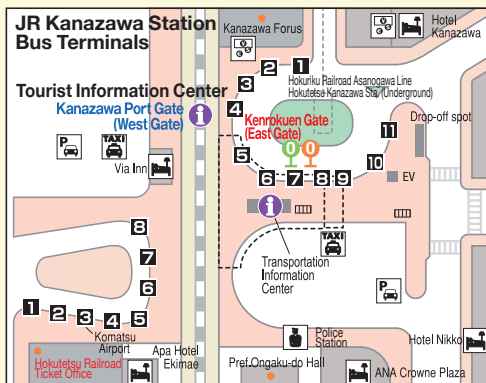 JR Kanazawa Station
Bus Terminals
Kanazawa Forus
Hotel
Kanazawa
Tourist Information Center
Kanazawa Port Gate
(West Gate)
Hokuriku Railroad Asanogawa Line
Hokutetsu Kanazawa Sta. (Underground)
Kenrokuen Gate
(East Gate)
Drop-off spot
1
2
3
4
5
6
7
8
9
10
11
0
0
EV
P
TAXI
Via Inn
i
i
Transportation
Information
Center
TAXI
P
8
7
6
5
4
3
2
1
Komatsu
Airport
Hokutetsu Railroad
Ticket Office
Apa Hotel
Ekimae
Police
Station
Pref.Ongaku-do Hall
Hotel Nikko
ANA Crowne Plaza